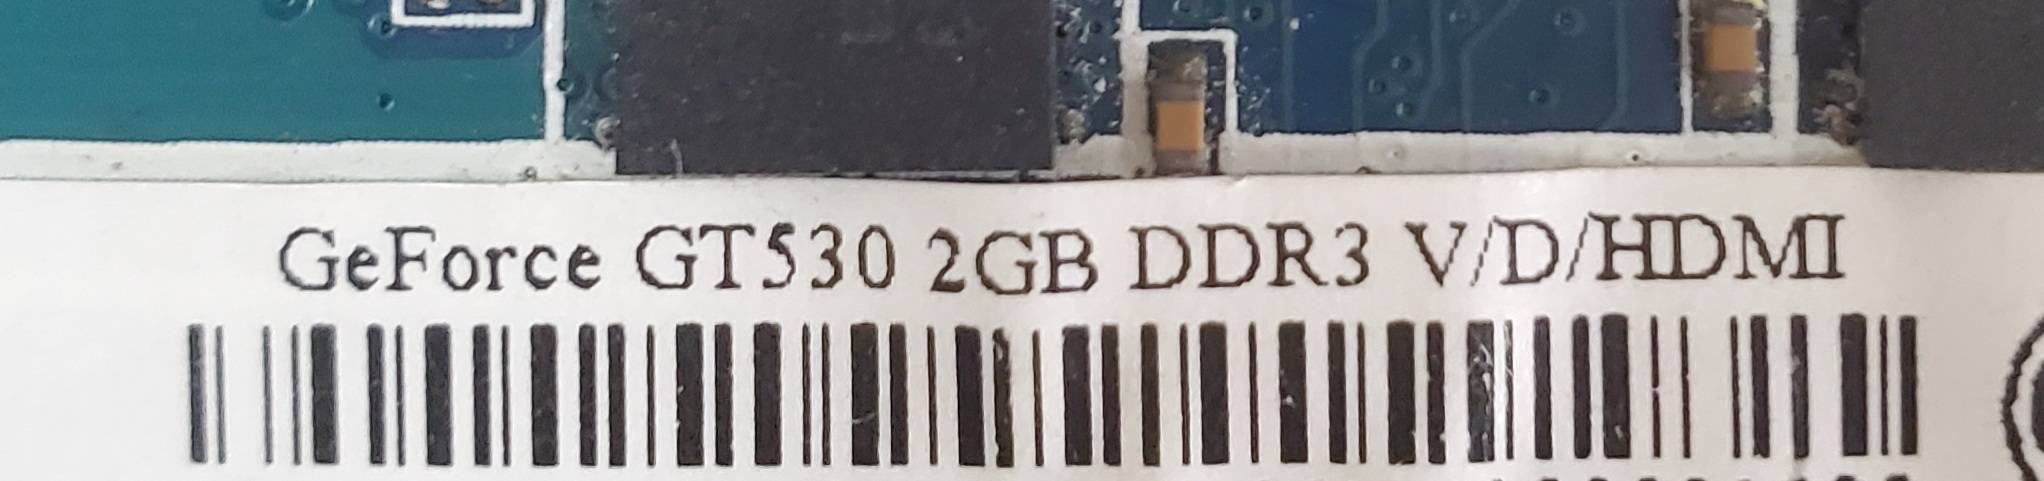 GeForce GT530 2GB DDR3 V/D/HDMI